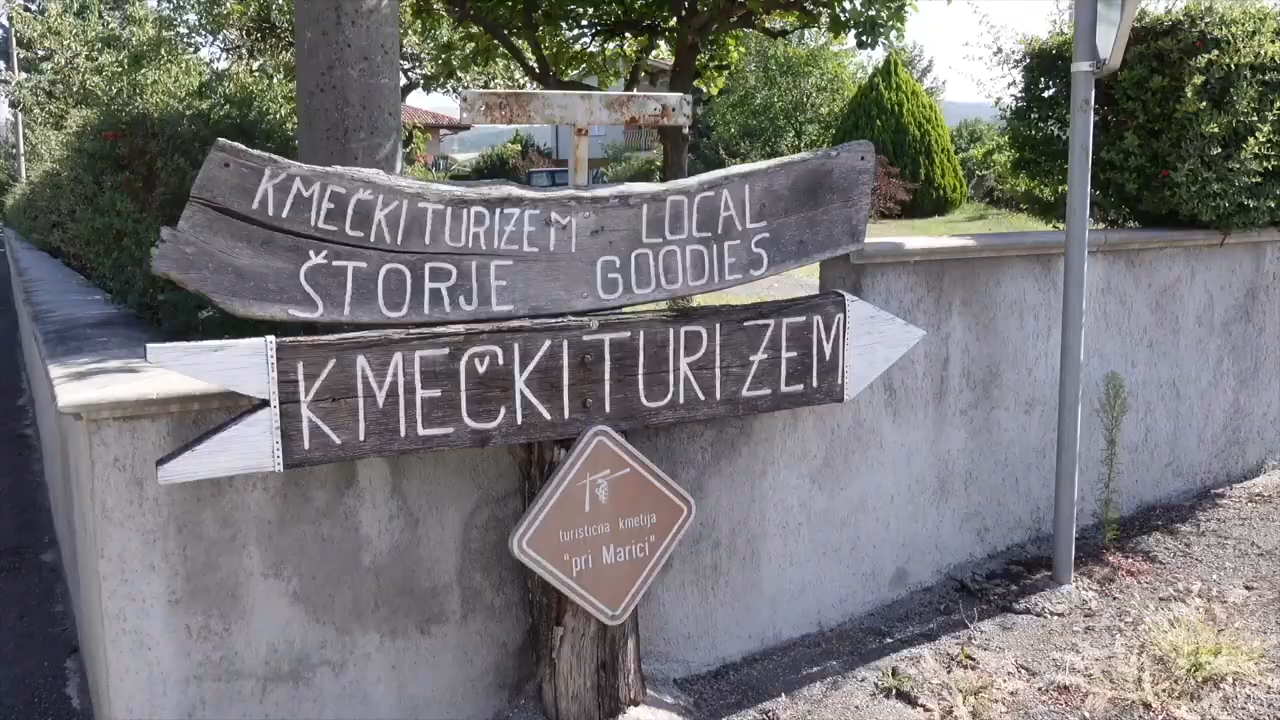 KMEČKI TURIZEM LOCAL
ŠTORJE GOODIES
KMEČKI TURIZEM
turistična kmetija
"pri Marici"